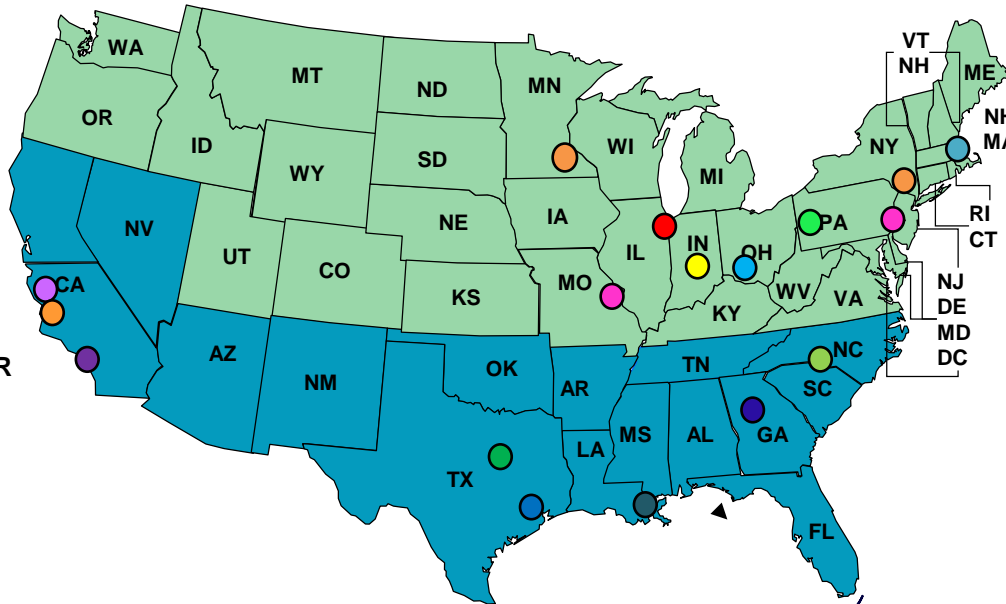 WA
MT
ND
MN
VT
NH
ME
OR
ID
SD
WI
NY
NH
MA
WY
MI
NE
IA
PA
RI
CT
NV
UT
CO
IL
IN
OH
KS
MO
WV
VA
NJ
DE
MD
DC
CA
KY
AZ
NM
OK
AR
TN
NC
SC
R
TX
LA
MS
AL
GA
FL